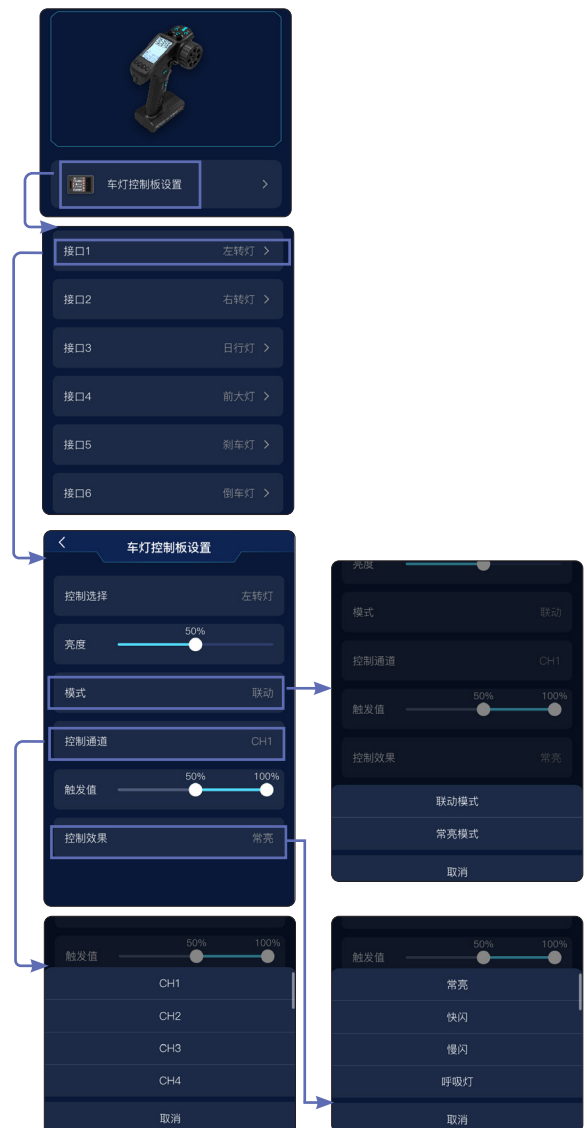 车灯控制板设置
接口1 左转灯
接口2 右转灯
接口3 日行灯
接口4 前大灯
接口5 刹车灯
接口6 倒车灯
车灯控制板设置
控制选择 左转灯
50%
亮度
模式 联动
控制通道 CH1
50% 100%
触发值
控制效果 常亮
亮度
模式 联动
控制通道 CH1
50% 100%
触发值
控制效果 常亮
联动模式
常亮模式
取消
50% 100%
触发值
CH1
CH2
CH3
CH4
取消
50% 100%
触发值
常亮
快闪
慢闪
呼吸灯
取消